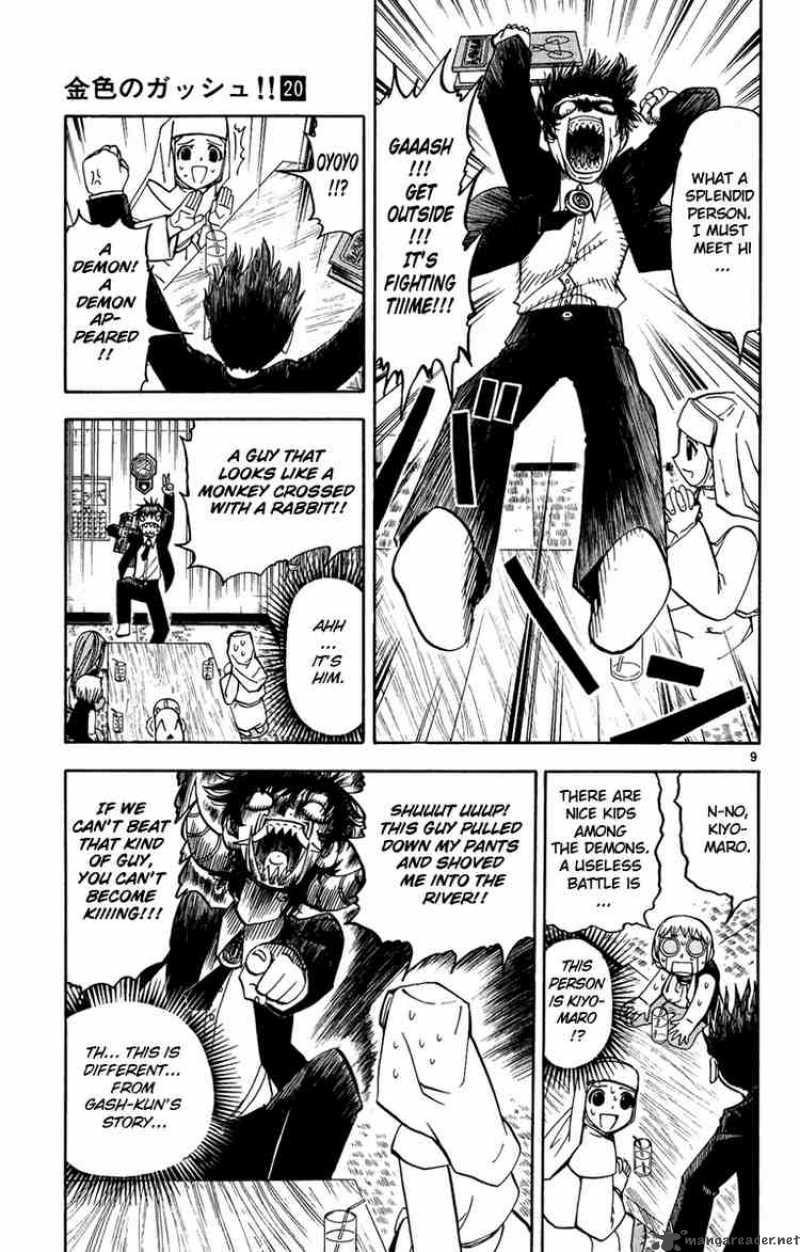 WHAT A
SPLENDID
PERSON.
I MUST
MEET HI
...
GAAASH
!!!
GET
OUTSIDE
!!!
IT'S
FIGHTING
TIIIME!!!
金色のガッシュ!! 20
OYOYO
!!?
A
DEMON!
A
DEMON
AP-
PEARED
!!
A GUY THAT
LOOKS LIKE A
MONKEY CROSSED
WITH A RABBIT!!
AHH
...
IT'S
HIM.
9
N-NO,
KIYO-
MARO.
THERE ARE
NICE KIDS
AMONG
THE DEMONS.
A USELESS
BATTLE IS
...
THIS
PERSON
IS KIYO-
MARO
!?
SHUUUT UUUP!
THIS GUY PULLED
DOWN MY PANTS
AND SHOVED
ME INTO THE
RIVER!!
IF WE
CAN'T BEAT
THAT KIND
OF GUY,
YOU CAN'T
BECOME
KIIIING!!!
TH... THIS IS
DIFFERENT...
FROM
GASH-KUN'S
STORY...
mangareader.net